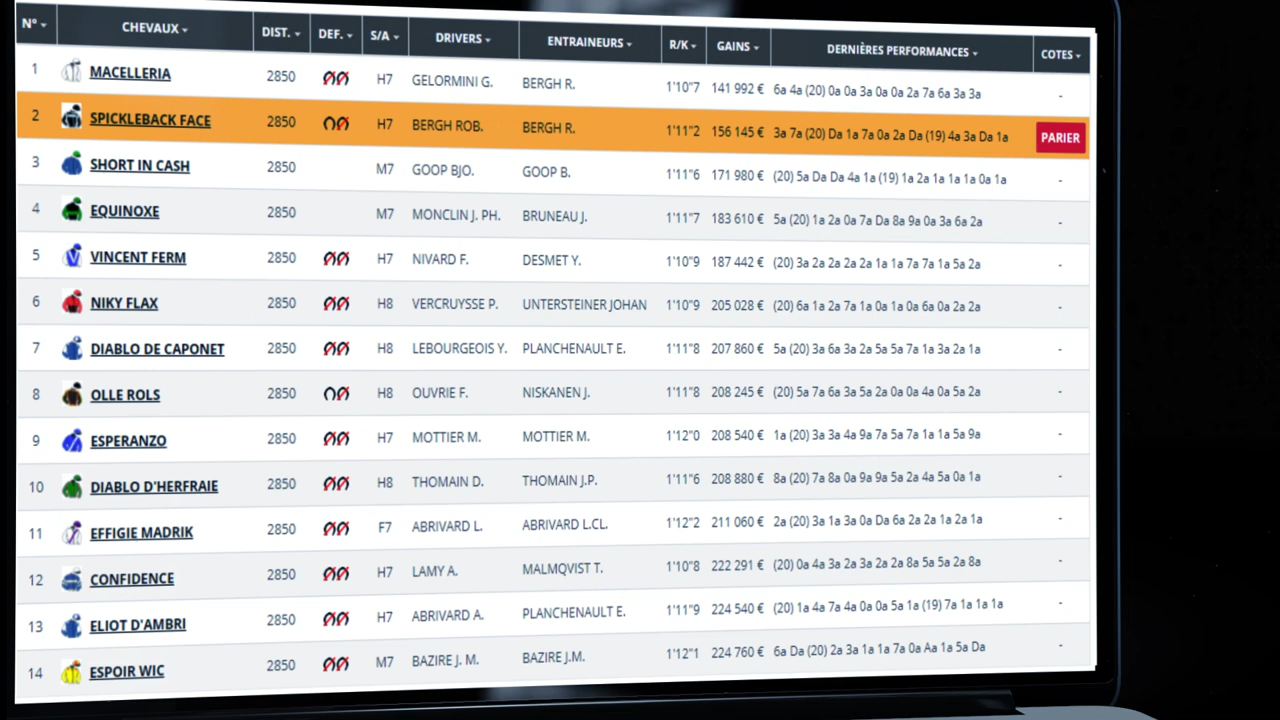 N° CHEVAUX DIST. DEF. S/A DRIVERS ENTRAINEURS R/K GAINS DERNIÈRES PERFORMANCES COTES
1 MACELLERIA 2850 H7 GELORMINI G. BERGH R. 1'10"7 141 992 € 6a 4a (20) 0a 0a 3a 0a 0a 2a 7a 6a 3a 3a -
2 SPICKLEBACK FACE 2850 H7 BERGH ROB. BERGH R. 1'11"2 156 145 € 3a 7a (20) Da 1a 7a 0a 2a Da (19) 4a 3a Da 1a PARIER
3 SHORT IN CASH 2850 M7 GOOP BJO. GOOP B. 1'11"6 171 980 € (20) 5a Da Da 4a 1a (19) 1a 2a 1a 1a 1a 0a 1a -
4 EQUINOXE 2850 M7 MONCLIN J. PH. BRUNEAU J. 1'11"7 183 610 € 5a (20) 1a 2a 0a 7a Da 8a 9a 0a 3a 6a 2a -
5 VINCENT FERM 2850 H7 NIVARD F. DESMET Y. 1'10"9 187 442 € (20) 3a 2a 2a 2a 2a 1a 1a 7a 7a 1a 5a 2a -
6 NIKY FLAX 2850 H8 VERCRUYSSE P. UNTERSTEINER JOHAN 1'10"9 205 028 € (20) 6a 1a 2a 7a 1a 0a 1a 0a 6a 0a 2a 2a -
7 DIABLO DE CAPONET 2850 H8 LEBOURGEOIS Y. PLANCHENAULT E. 1'11"8 207 860 € 5a (20) 3a 6a 3a 2a 5a 5a 7a 1a 3a 2a 1a -
8 OLLE ROLS 2850 H8 OUVRIE F. NISKANEN J. 1'11"8 208 245 € (20) 5a 7a 6a 3a 5a 2a 0a 0a 4a 0a 5a 2a -
9 ESPERANZO 2850 H7 MOTTIER M. MOTTIER M. 1'12"0 208 540 € 1a (20) 3a 3a 4a 9a 7a 5a 7a 1a 1a 5a 9a -
10 DIABLO D'HERFRAIE 2850 H8 THOMAIN D. THOMAIN J.P. 1'11"6 208 880 € 8a (20) 7a 8a 0a 9a 9a 5a 2a 4a 5a 0a 1a -
11 EFFIGIE MADRIK 2850 F7 ABRIVARD L. ABRIVARD L.CL. 1'12"2 211 060 € 2a (20) 3a 1a 3a 0a Da 6a 2a 2a 1a 2a 1a -
12 CONFIDENCE 2850 H7 LAMY A. MALMQVIST T. 1'10"8 222 291 € (20) 0a 4a 3a 2a 3a 2a 2a 8a 5a 5a 2a 8a -
13 ELIOT D'AMBRI 2850 H7 ABRIVARD A. PLANCHENAULT E. 1'11"9 224 540 € (20) 1a 4a 7a 4a 0a 0a 5a 1a (19) 7a 1a 1a 1a -
14 ESPOIR WIC 2850 M7 BAZIRE J. M. BAZIRE J.M. 1'12"1 224 760 € 6a Da (20) 2a 3a 1a 1a 7a 0a Aa 1a 5a Da -